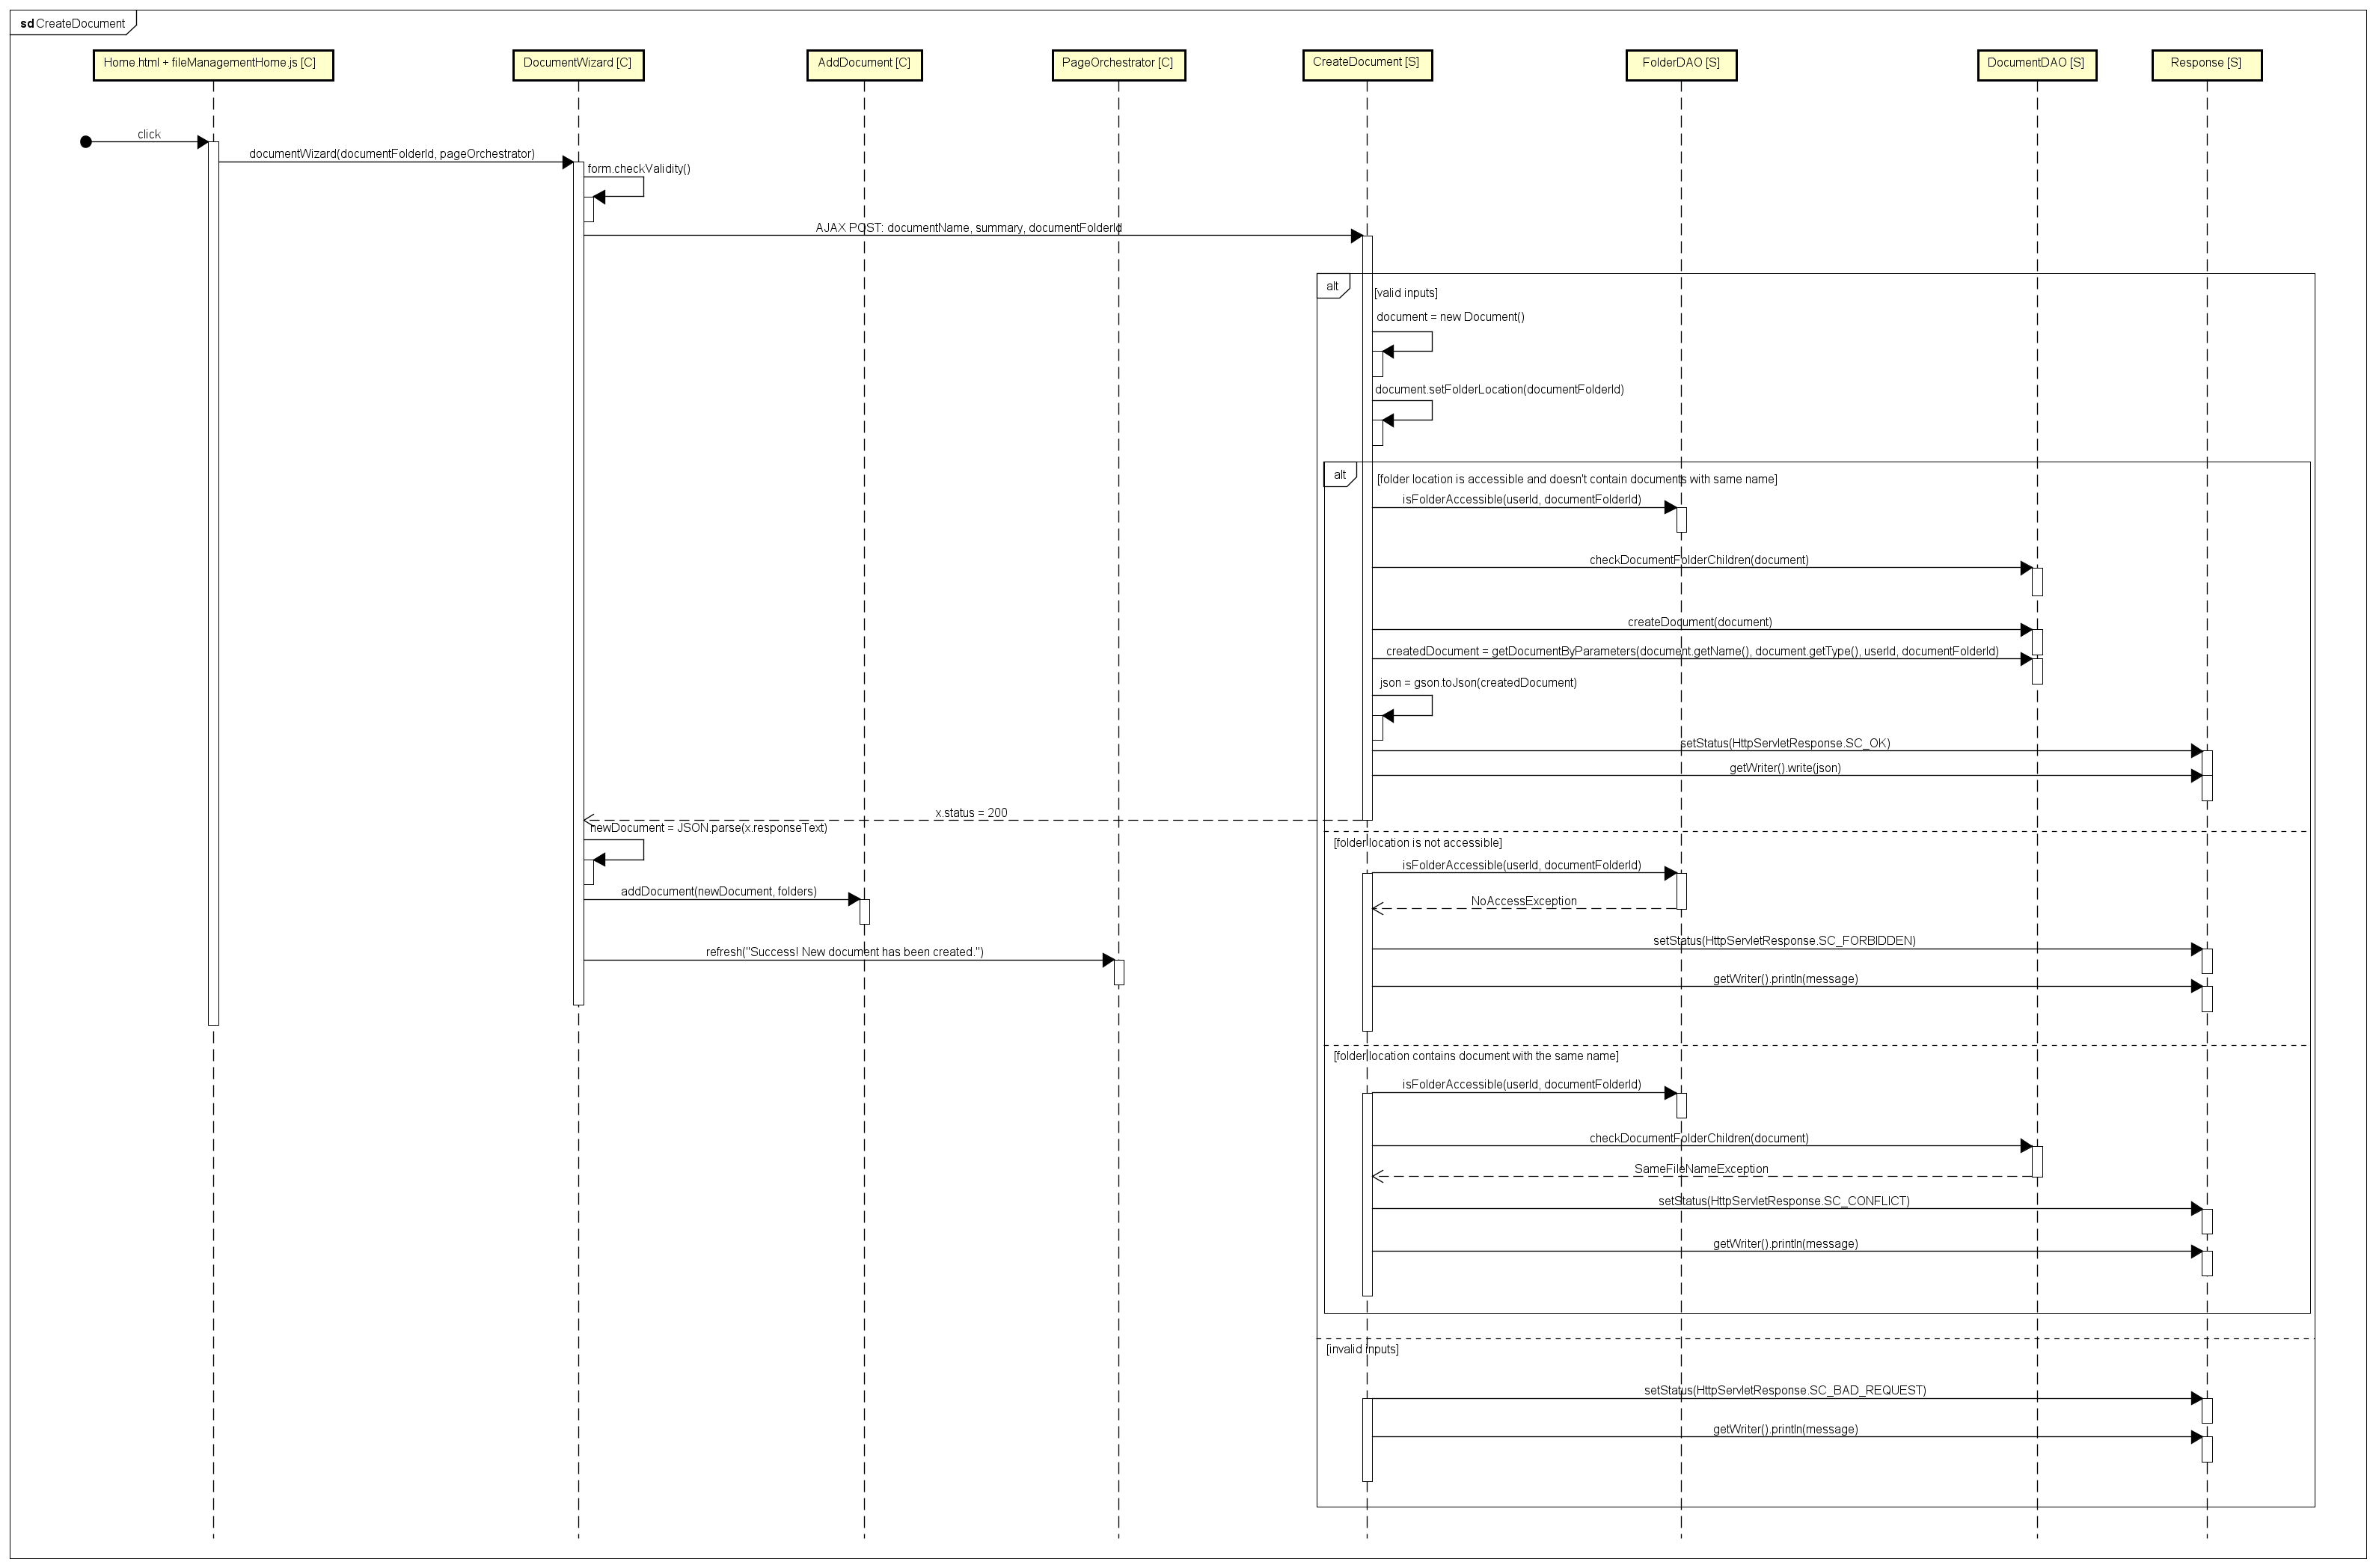 sd CreateDocument
Home.html + fileManagementHome.js [C]
DocumentWizard [C]
AddDocument [C]
PageOrchestrator [C]
CreateDocument [S]
FolderDAO [S]
DocumentDAO [S]
Response [S]
click
documentWizard(documentFolderId, pageOrchestrator)
form.checkValidity()
AJAX POST: documentName, summary, documentFolderId
alt
[valid inputs]
document = new Document()
document.setFolderLocation(documentFolderId)
alt
[folder location is accessible and doesn't contain documents with same name]
isFolderAccessible(userId, documentFolderId)
checkDocumentFolderChildren(document)
createDocument(document)
createdDocument = getDocumentByParameters(document.getName(), document.getType(), userId, documentFolderId)
json = gson.toJson(createdDocument)
setStatus(HttpServletResponse.SC_OK)
getWriter().write(json)
x.status = 200
newDocument = JSON.parse(x.responseText)
[folder location is not accessible]
isFolderAccessible(userId, documentFolderId)
addDocument(newDocument, folders)
NoAccessException
setStatus(HttpServletResponse.SC_FORBIDDEN)
refresh("Success! New document has been created.")
getWriter().println(message)
[folder location contains document with the same name]
isFolderAccessible(userId, documentFolderId)
checkDocumentFolderChildren(document)
SameFileNameException
setStatus(HttpServletResponse.SC_CONFLICT)
getWriter().println(message)
[invalid inputs]
setStatus(HttpServletResponse.SC_BAD_REQUEST)
getWriter().println(message)